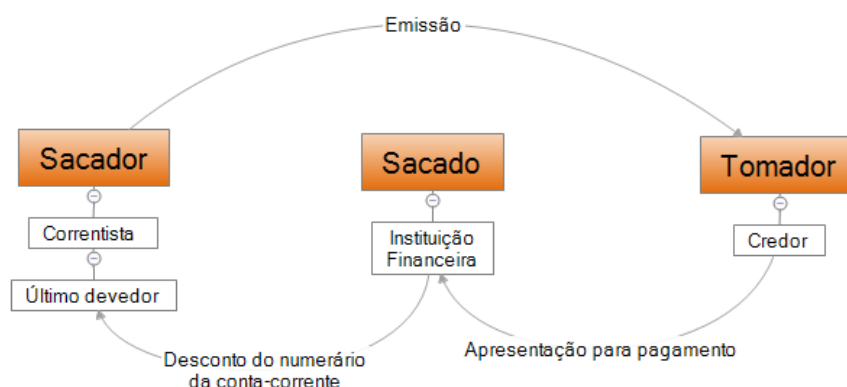 Emissão
Sacador
Sacado
Tomador
Correntista
Instituição
Financeira
Credor
Último devedor
Desconto do numerário
da conta-corrente
Apresentação para pagamento